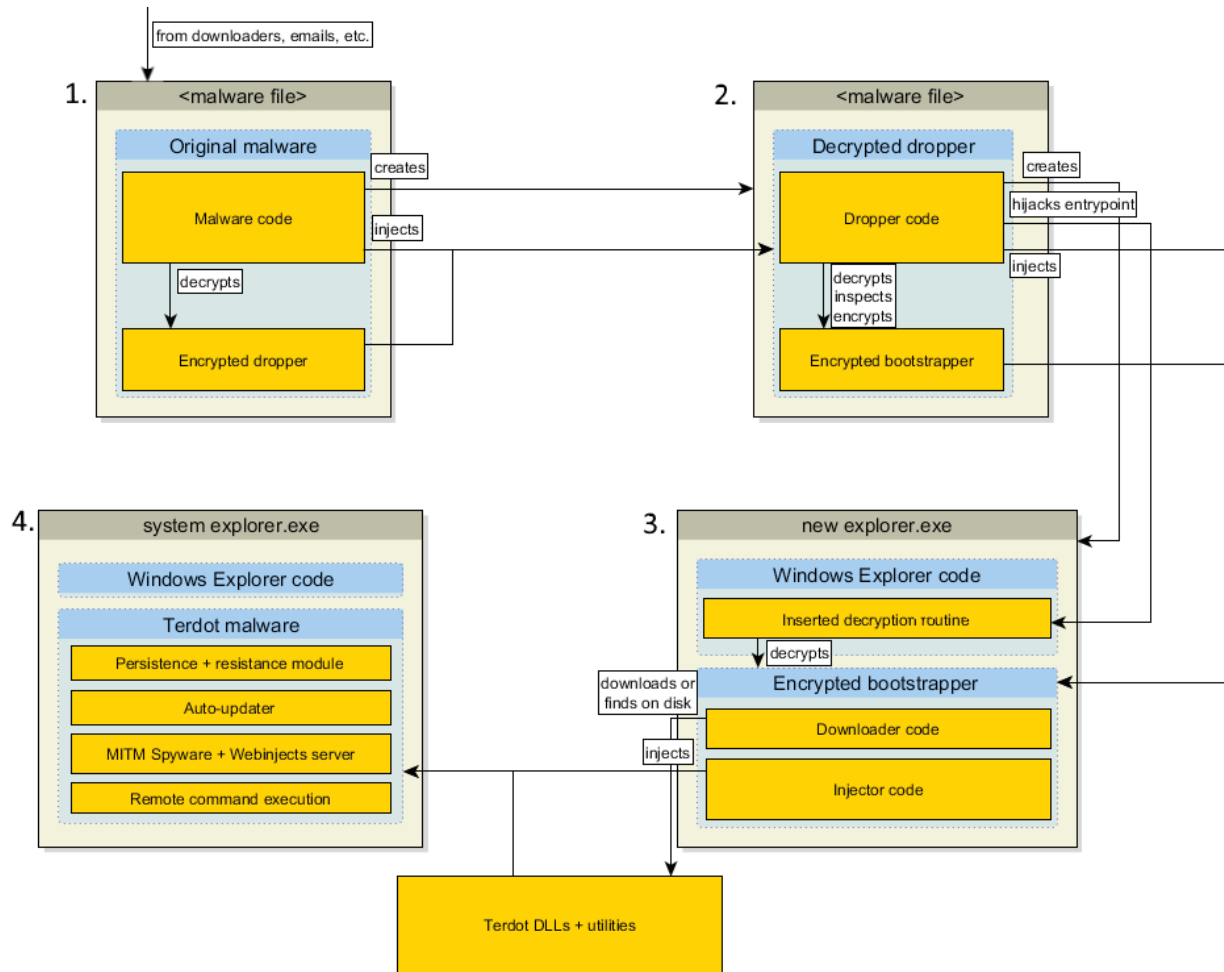 from downloaders, emails, etc.
1.
<malware file>
Original malware
Malware code
creates
injects
decrypts
Encrypted dropper
2.
<malware file>
Decrypted dropper
Dropper code
creates
hijacks entrypoint
injects
decrypts
inspects
encrypts
Encrypted bootstrapper
3.
new explorer.exe
Windows Explorer code
Inserted decryption routine
decrypts
Encrypted bootstrapper
downloads or
finds on disk
Downloader code
injects
Injector code
4.
system explorer.exe
Windows Explorer code
Terdot malware
Persistence + resistance module
Auto-updater
MITM Spyware + Webinjects server
Remote command execution
Terdot DLLs + utilities